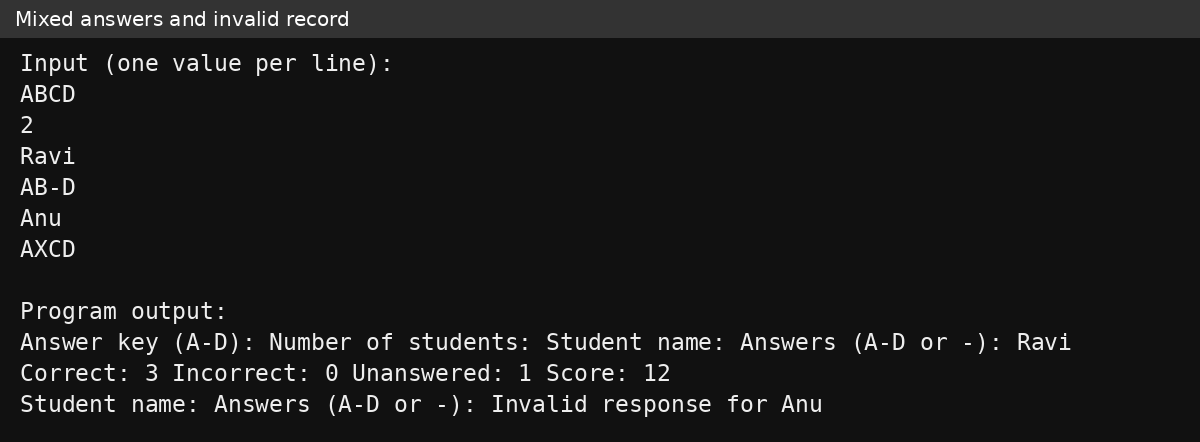 Mixed answers and invalid record
Input (one value per line):
ABCD
2
Ravi
AB-D
Anu
AXCD
Program output:
Answer key (A-D): Number of students: Student name: Answers (A-D or -): Ravi
Correct: 3 Incorrect: 0 Unanswered: 1 Score: 12
Student name: Answers (A-D or -): Invalid response for Anu